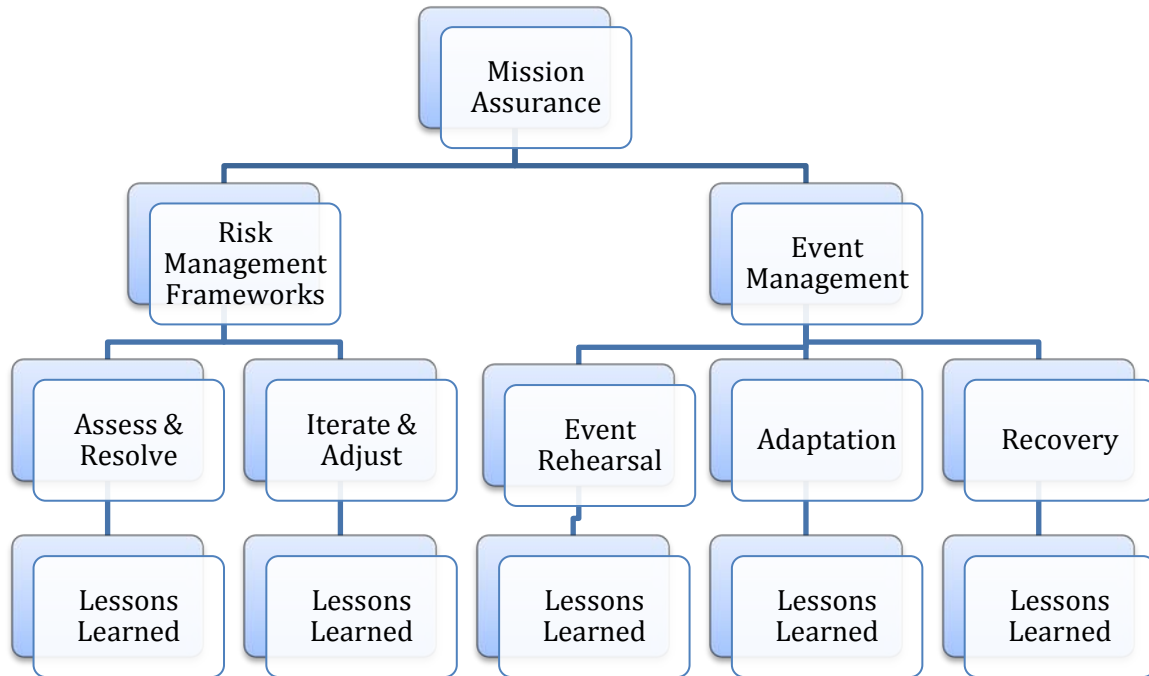 Mission
Assurance
Risk
Management
Frameworks
Event
Management
Assess &
Resolve
Iterate &
Adjust
Event
Rehearsal
Adaptation
Recovery
Lessons
Learned
Lessons
Learned
Lessons
Learned
Lessons
Learned
Lessons
Learned